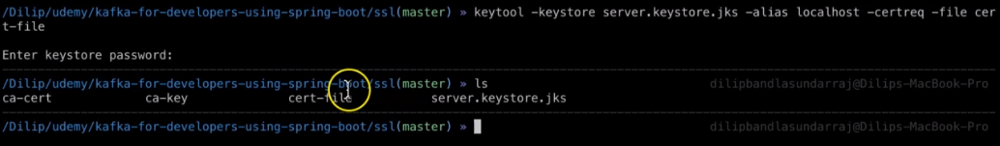 /Dilip/udemy/kafka-for-developers-using-spring-boot/ssl(master) » keytool -keystore server.keystore.jks -alias localhost -certreq -file cer
t-file
Enter keystore password:
/Dilip/udemy/kafka-for-developers-using-spring-boot/ssl(master) » ls dilipbandlasundarraj@Dilips-MacBook-Pro
ca-cert ca-key cert-file server.keystore.jks
/Dilip/udemy/kafka-for-developers-using-spring-boot/ssl(master) » dilipbandlasundarraj@Dilips-MacBook-Pro